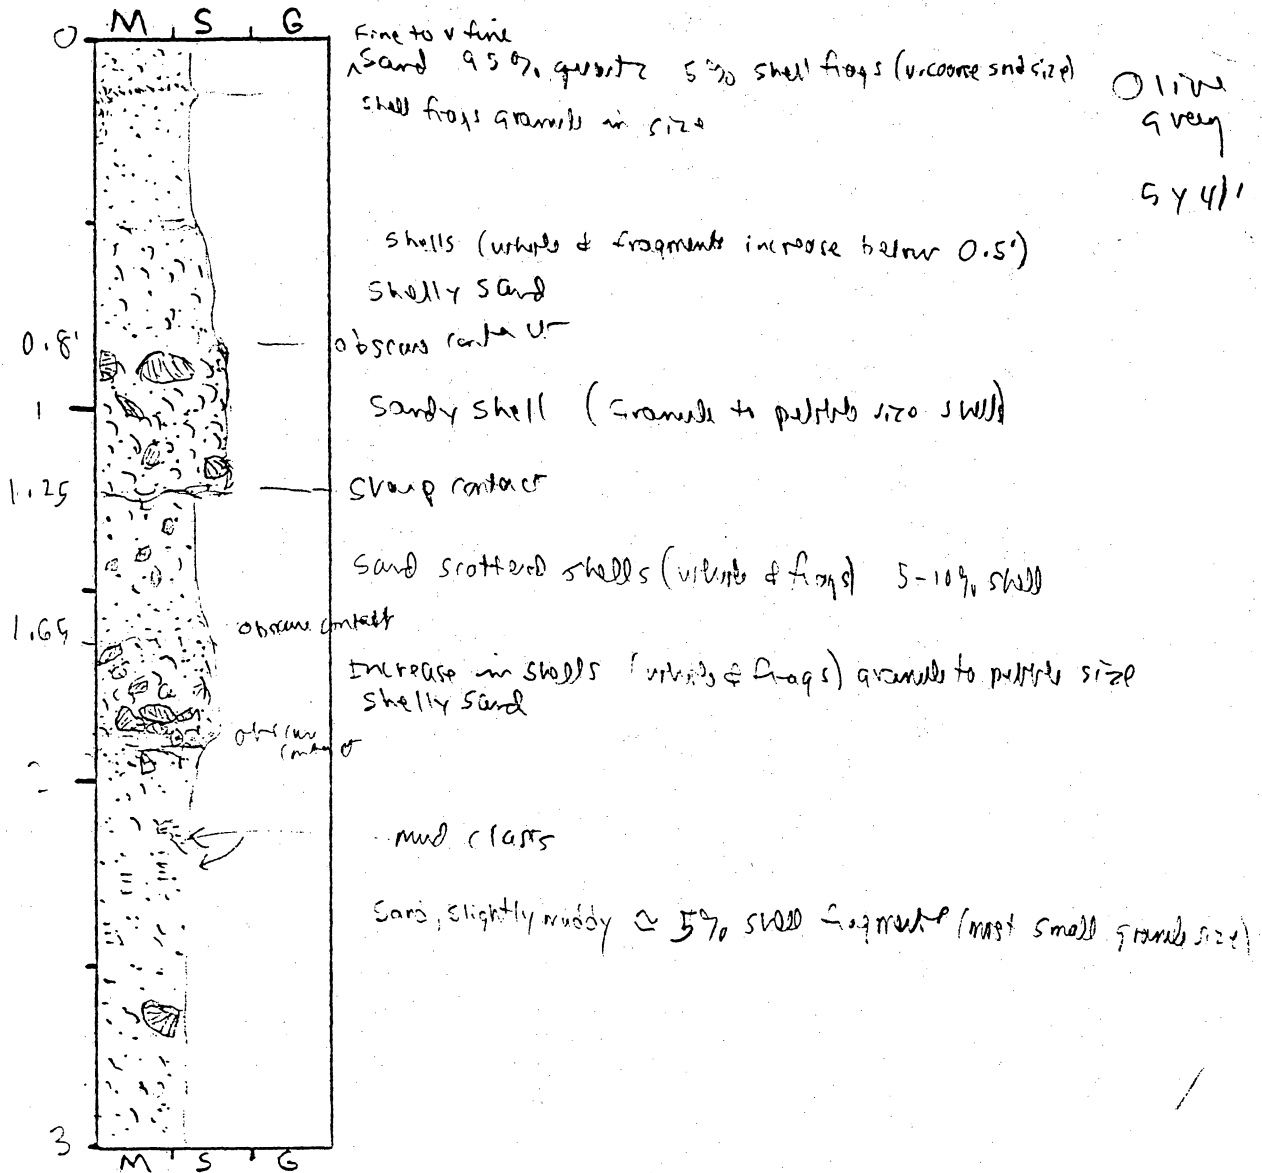 M S G
0
Fine to v fine
^Sand 95% quartz 5% shell frags (v. coarse snd size)
Olive
grey
shell frags granule in size
5Y 4/1
shells (whole & fragments increase below 0.5')
shelly sand
0.8'
obscure contact
1
Sandy shell (Granule to pebble size shell)
1.25
sharp contact
Sand scattered shells (whole & frags) 5-10% shell
1.65
obscure contact
Increase in shells (whole & frags) granule to pebble size
shelly sand
obscure
contact
2
mud clasts
Sand, slightly muddy ≃ 5% shell fragments (most small granule size)
3
M S G